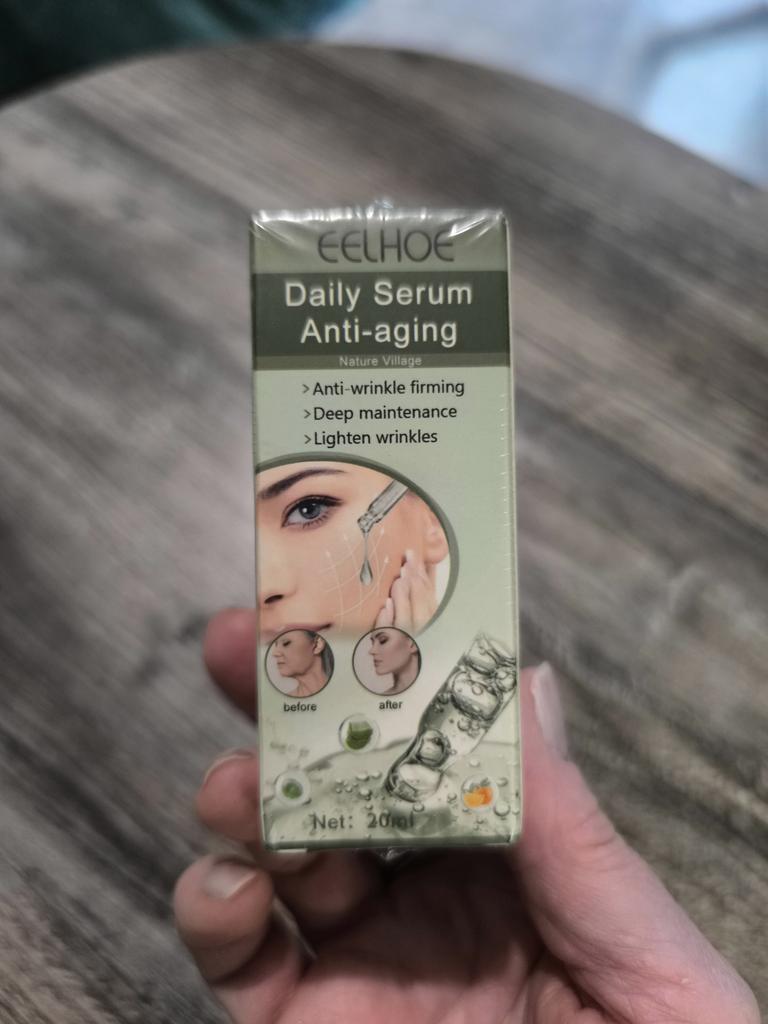 EELHOE
Daily Serum
Anti-aging
Nature Village
>Anti-wrinkle firming
>Deep maintenance
>Lighten wrinkles
before
after
Net: 20ml